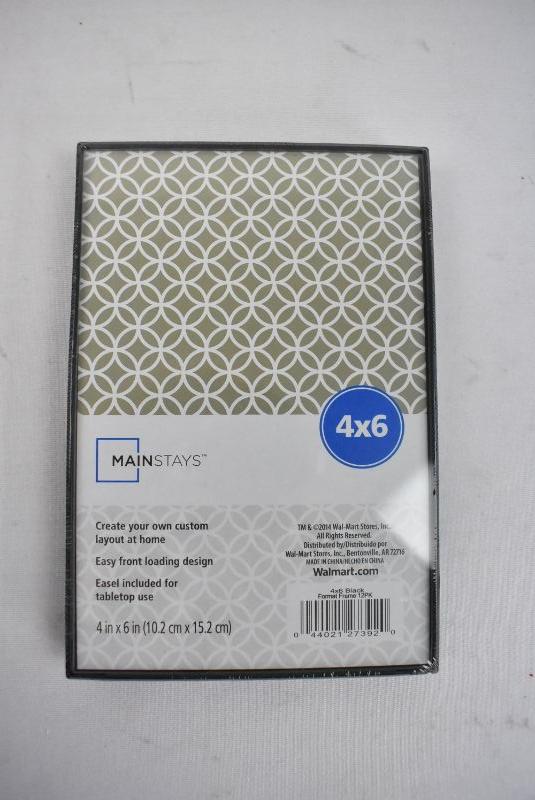 4x6
MAINSTAYS™
Create your own custom
layout at home
Easy front loading design
Easel included for
tabletop use
4 in x 6 in (10.2 cm x 15.2 cm)
TM & ©2014 Wal-Mart Stores, Inc.
All Rights Reserved.
Distributed by/Distribuido por
Wal-Mart Stores, Inc., Bentonville, AR 72716
MADE IN CHINA/HECHO EN CHINA
Walmart.com
4x6 Black
Format Frame 12PK
0 44021 27392 0